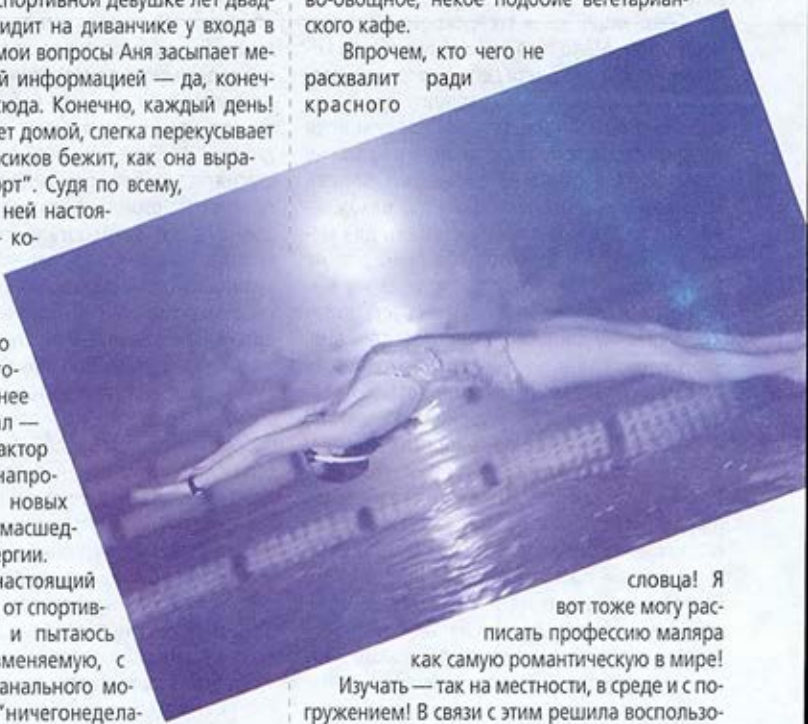 спортивной девушке лет двад-
сидит на диванчике у входа в
мои вопросы Аня засыпает ме-
й информацией — да, конеч-
сюда. Конечно, каждый день!
ет домой, слегка перекусывает
сиков бежит, как она выра-
орт". Судя по всему,
ней настоя-
ко-
о
то-
нее
л —
актор
напро-
новых
масшед-
ергии.
настоящий
от спортив-
и пытаюсь
меняемую, с
анального мо-
"ничегонедела-
во-овощное, некое подобие вегетариан-
ского кафе.
Впрочем, кто чего не
расхвалит ради
красного
словца! Я
вот тоже могу рас-
писать профессию маляра
как самую романтическую в мире!
Изучать — так на местности, в среде и с по-
гружением! В связи с этим решила воспользо-